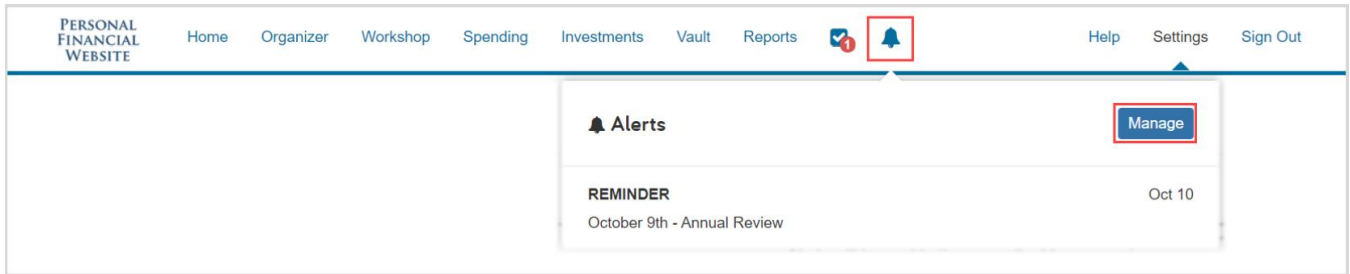 PERSONAL
FINANCIAL
WEBSITE
Home Organizer Workshop Spending Investments Vault Reports 1 Help Settings Sign Out
Alerts Manage
REMINDER Oct 10
October 9th - Annual Review